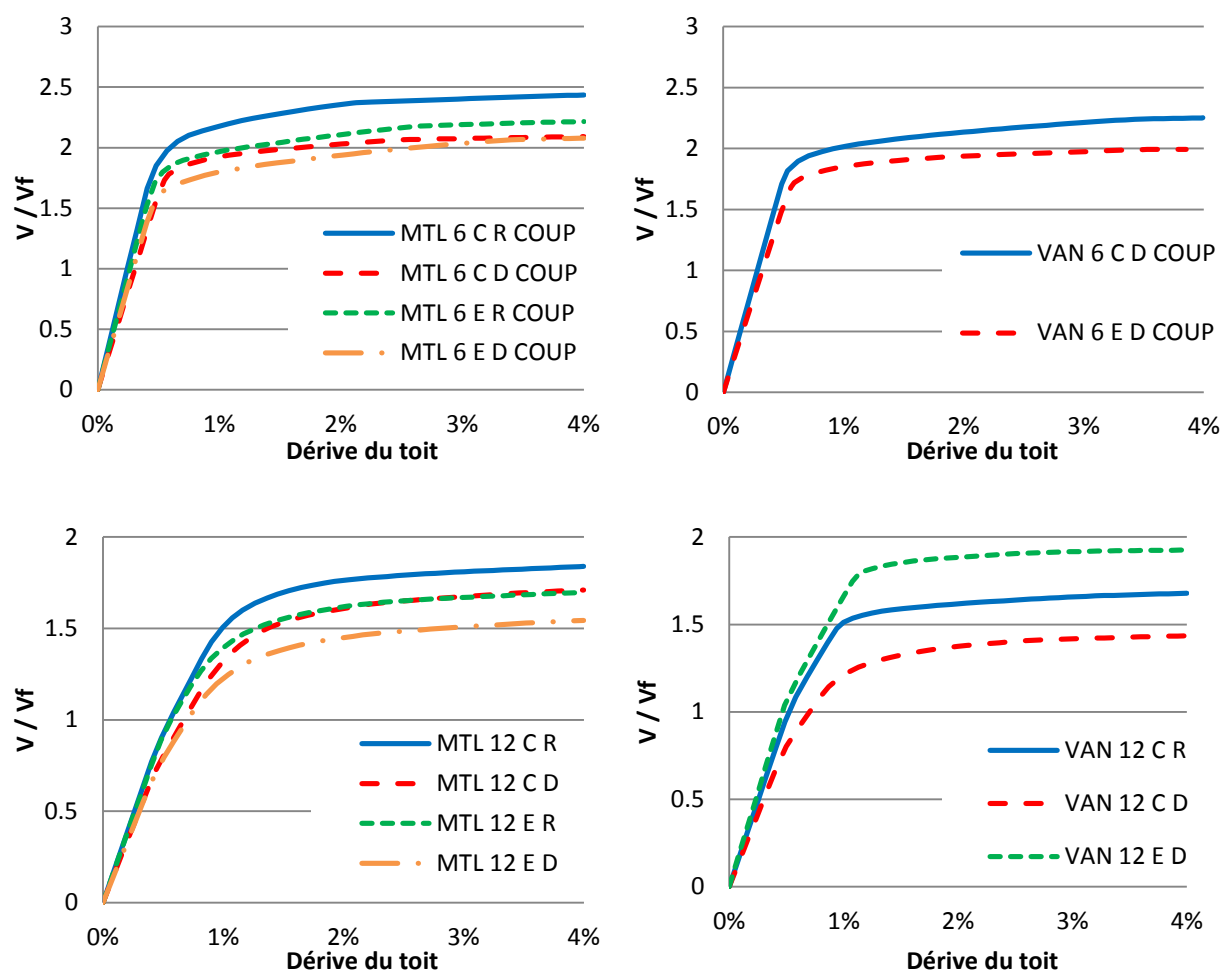 3
2.5
2
1.5
1
0.5
0
V / Vf
0% 1% 2% 3% 4%
Dérive du toit
MTL 6 C R COUP
MTL 6 C D COUP
MTL 6 E R COUP
MTL 6 E D COUP
3
2.5
2
1.5
1
0.5
0
V / Vf
0% 1% 2% 3% 4%
Dérive du toit
VAN 6 C D COUP
VAN 6 E D COUP
2
1.5
1
0.5
0
V / Vf
0% 1% 2% 3% 4%
Dérive du toit
MTL 12 C R
MTL 12 C D
MTL 12 E R
MTL 12 E D
2
1.5
1
0.5
0
V / Vf
0% 1% 2% 3% 4%
Dérive du toit
VAN 12 C R
VAN 12 C D
VAN 12 E D